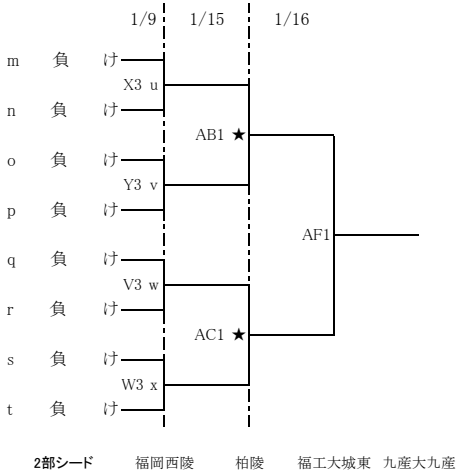 1/9 1/15 1/16
m 負 け
X3 u
n 負 け
AB1 ★
o 負 け
Y3 v
p 負 け
AF1
q 負 け
V3 w
r 負 け
AC1 ★
s 負 け
W3 x
t 負 け
2部シード 福岡西陵 柏陵 福工大城東 九産大九産